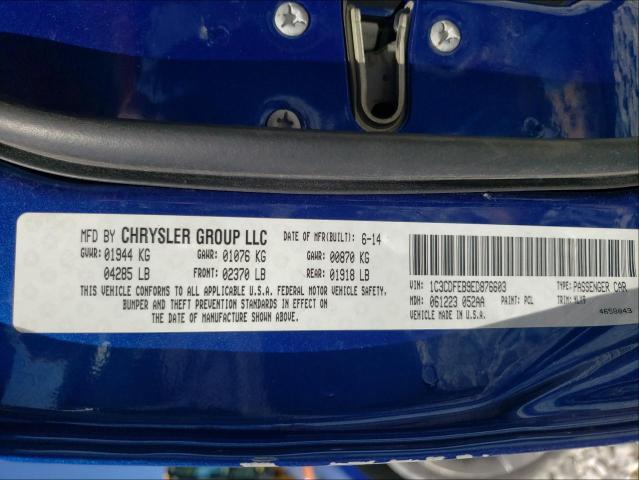 MFD BY CHRYSLER GROUP LLC DATE OF MFR(BUILT): 6-14
GVWR: 01944 KG GAWR: 01076 KG GAWR: 00870 KG
04285 LB FRONT: 02370 LB REAR: 01918 LB
THIS VEHICLE CONFORMS TO ALL APPLICABLE U.S.A. FEDERAL MOTOR VEHICLE SAFETY,
BUMPER AND THEFT PREVENTION STANDARDS IN EFFECT ON
THE DATE OF MANUFACTURE SHOWN ABOVE.
VIN: 1C3CDFEB9ED876603 TYPE: PASSENGER CAR
MDH: 061223 052AA PAINT: PCL TRIM:
VEHICLE MADE IN U.S.A. 4658043